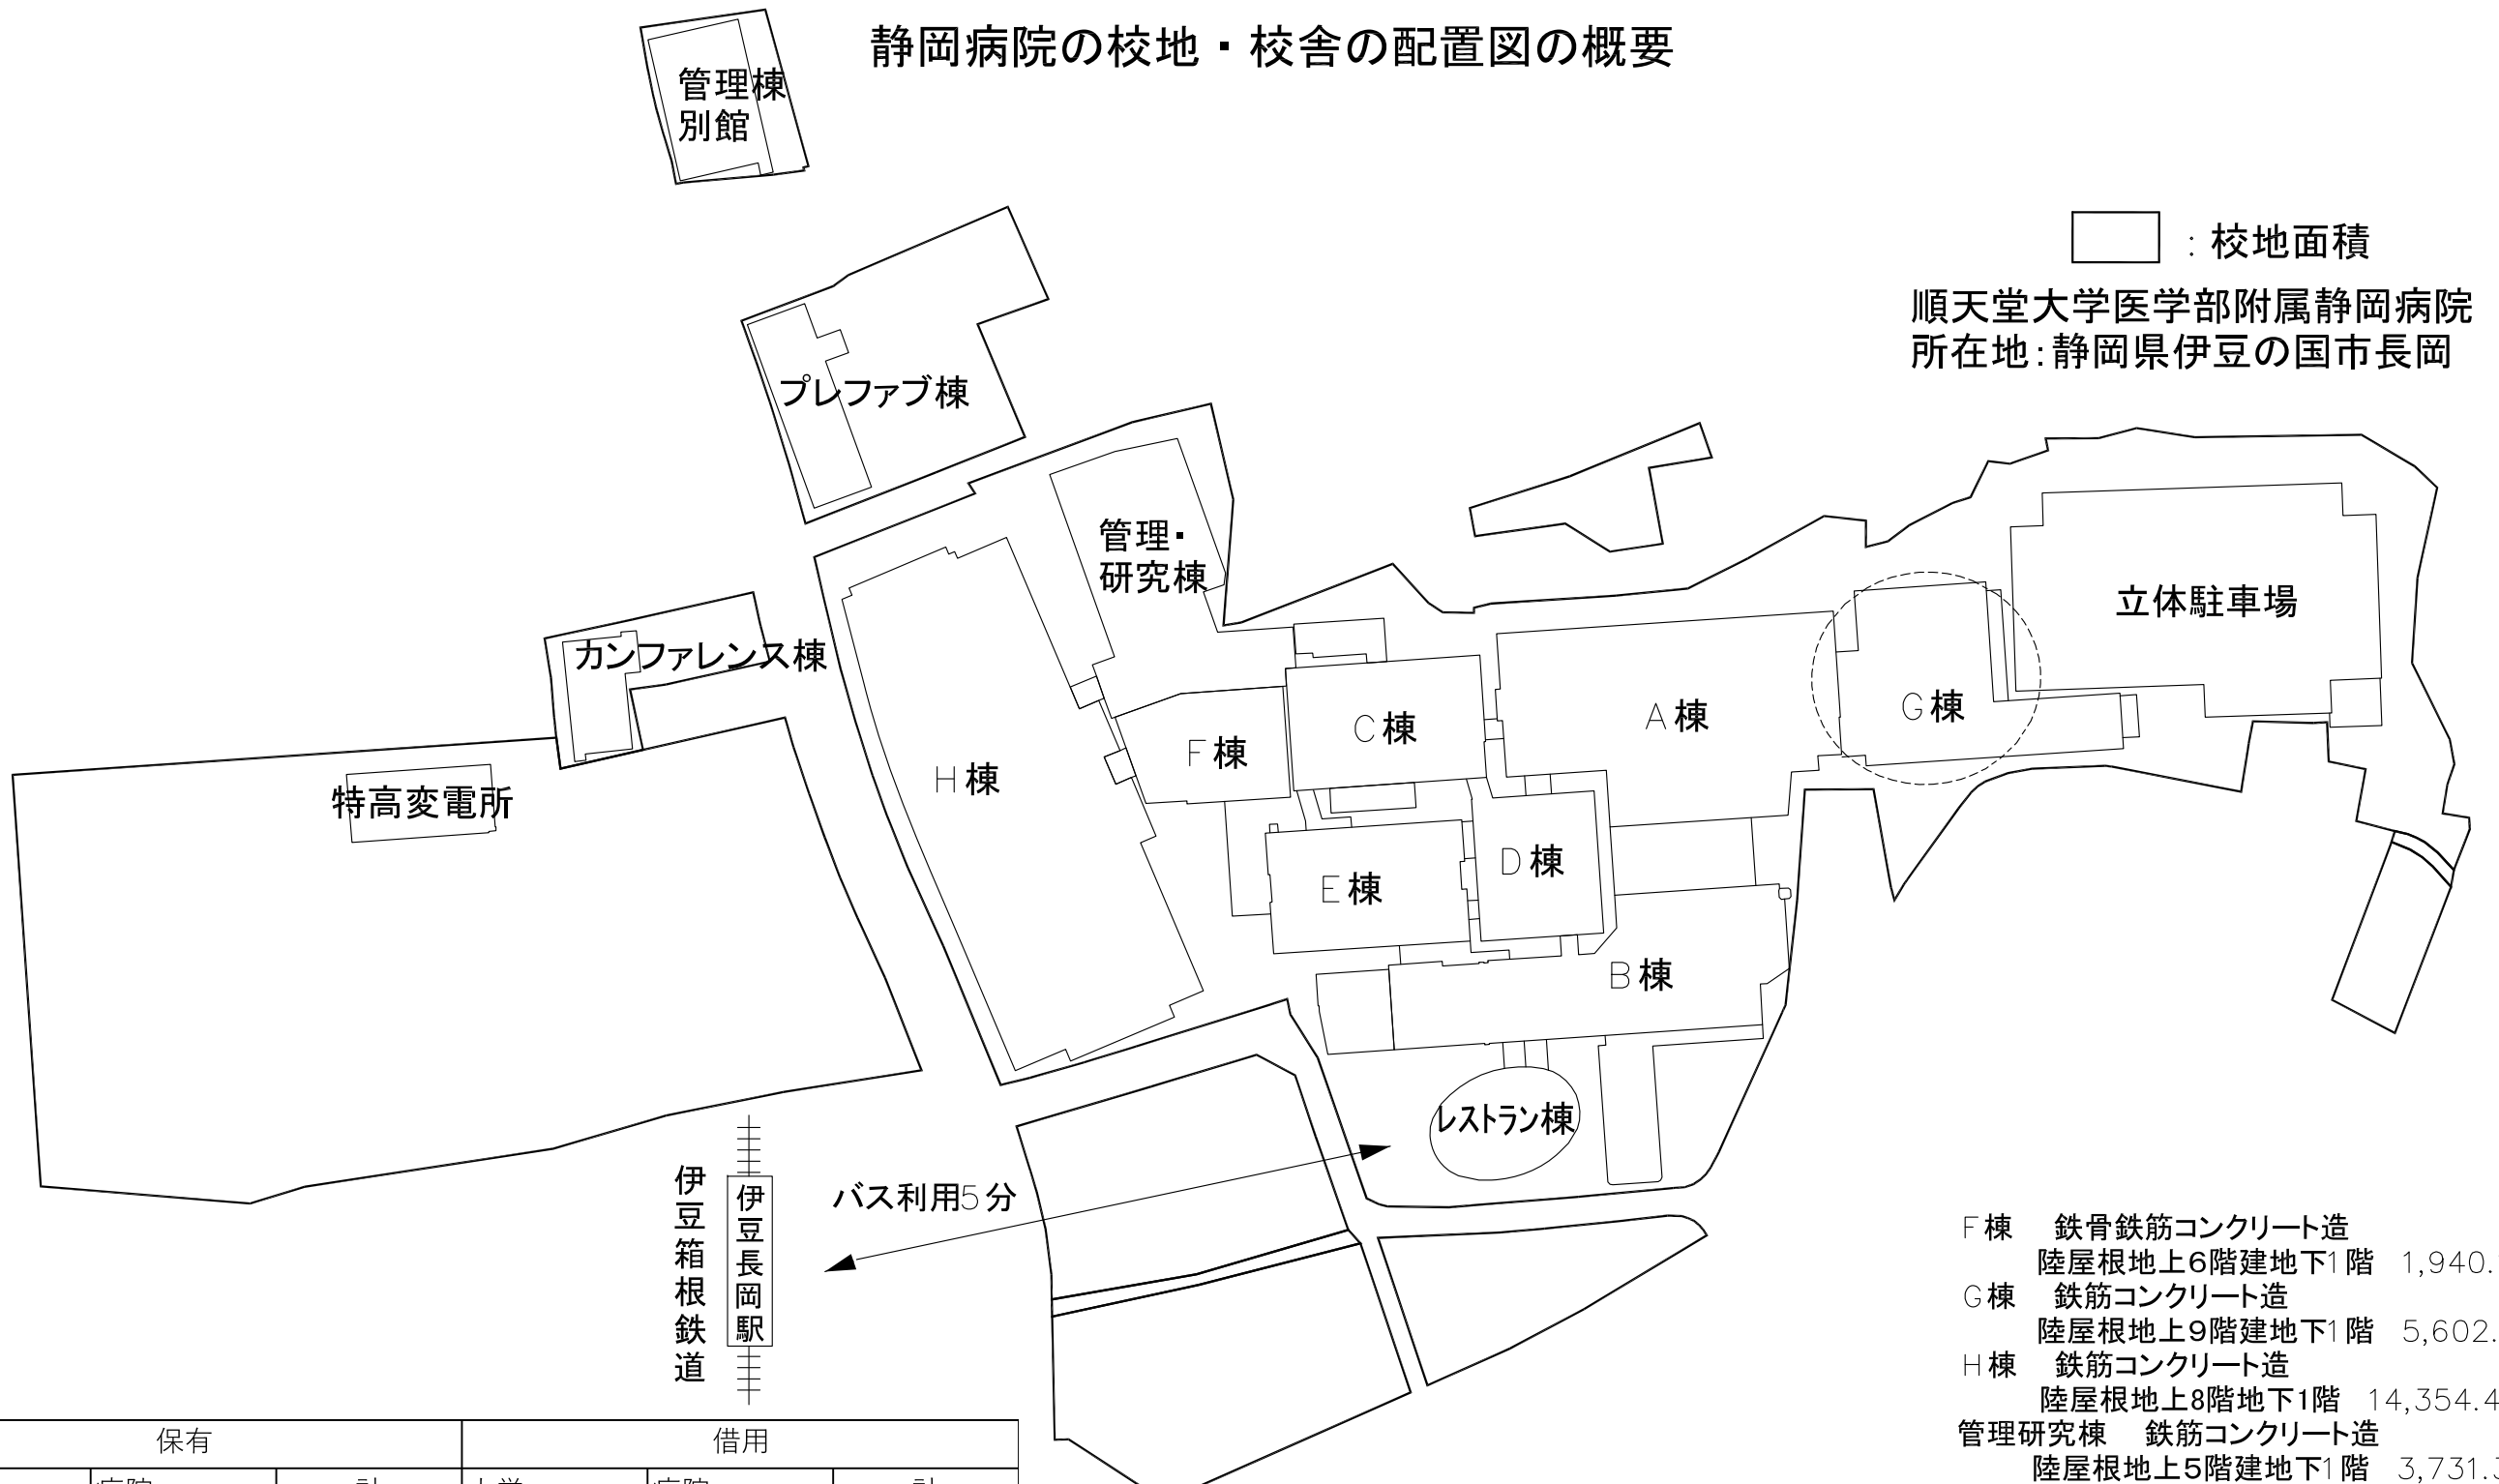 静岡病院の校地・校舎の配置図の概要
管理棟
別館
：校地面積
順天堂大学医学部附属静岡病院
所在地：静岡県伊豆の国市長岡
プレファブ棟
管理・
研究棟
立体駐車場
カンファレンス棟
A棟
G棟
C棟
F棟
H棟
特高変電所
D棟
E棟
B棟
レストラン棟
バス利用5分
伊豆箱根鉄道
伊豆長岡駅
F棟　鉄骨鉄筋コンクリート造
陸屋根地上6階建地下1階　1,940.
G棟　鉄筋コンクリート造
陸屋根地上9階建地下1階　5,602.
H棟　鉄筋コンクリート造
陸屋根地上8階地下1階　14,354.4
管理研究棟　鉄筋コンクリート造
陸屋根地上5階建地下1階　3,731.
保有　借用